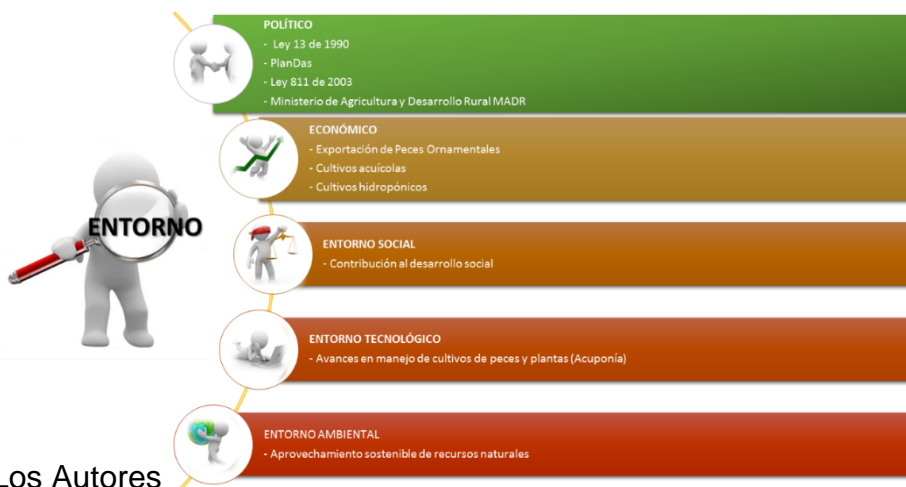 POLÍTICO
- Ley 13 de 1990
- PlanDas
- Ley 811 de 2003
- Ministerio de Agricultura y Desarrollo Rural MADR
ECONÓMICO
- Exportación de Peces Ornamentales
- Cultivos acuícolas
- Cultivos hidropónicos
ENTORNO
ENTORNO SOCIAL
- Contribución al desarrollo social
ENTORNO TECNOLÓGICO
- Avances en manejo de cultivos de peces y plantas (Acuponía)
ENTORNO AMBIENTAL
- Aprovechamiento sostenible de recursos naturales
Los Autores